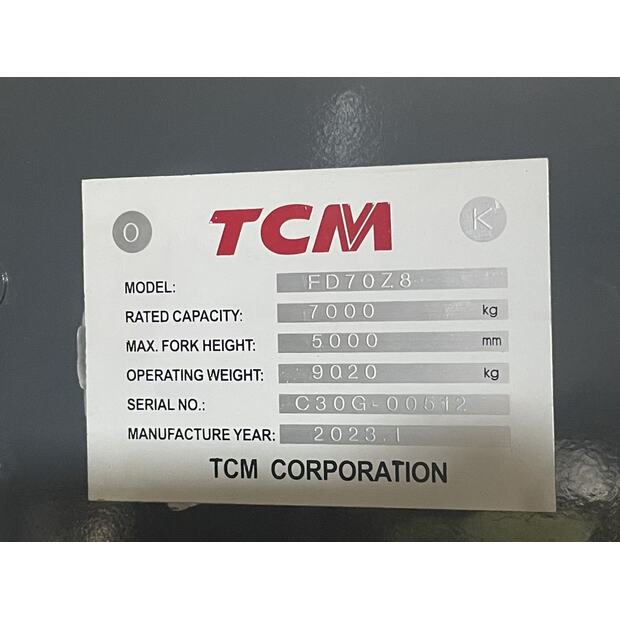 O TCM K
MODEL: FD70Z8
RATED CAPACITY: 7000 kg
MAX. FORK HEIGHT: 5000 mm
OPERATING WEIGHT: 9020 kg
SERIAL NO.: C30G-00512
MANUFACTURE YEAR: 2023.1
TCM CORPORATION